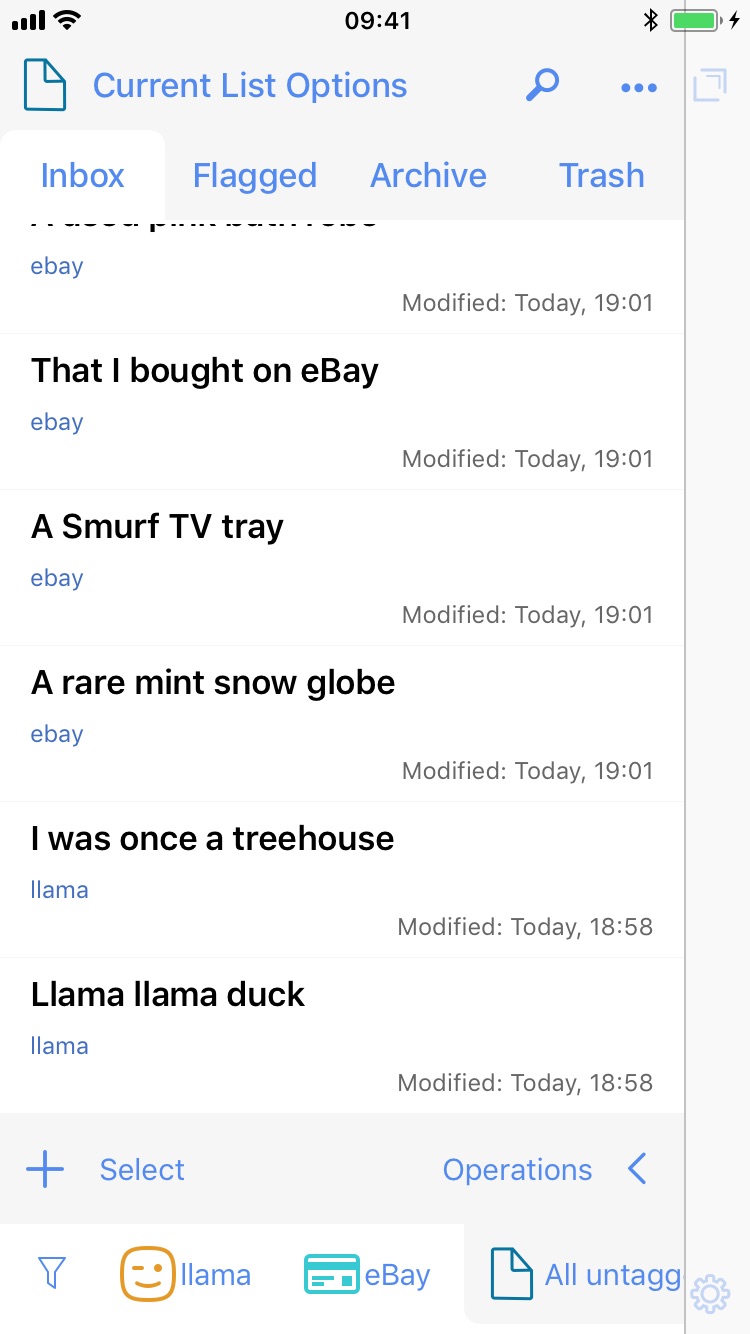 09:41
Current List Options
Inbox Flagged Archive Trash
ebay
Modified: Today, 19:01
That I bought on eBay
ebay
Modified: Today, 19:01
A Smurf TV tray
ebay
Modified: Today, 19:01
A rare mint snow globe
ebay
Modified: Today, 19:01
I was once a treehouse
llama
Modified: Today, 18:58
Llama llama duck
llama
Modified: Today, 18:58
Select Operations
llama eBay All untagg